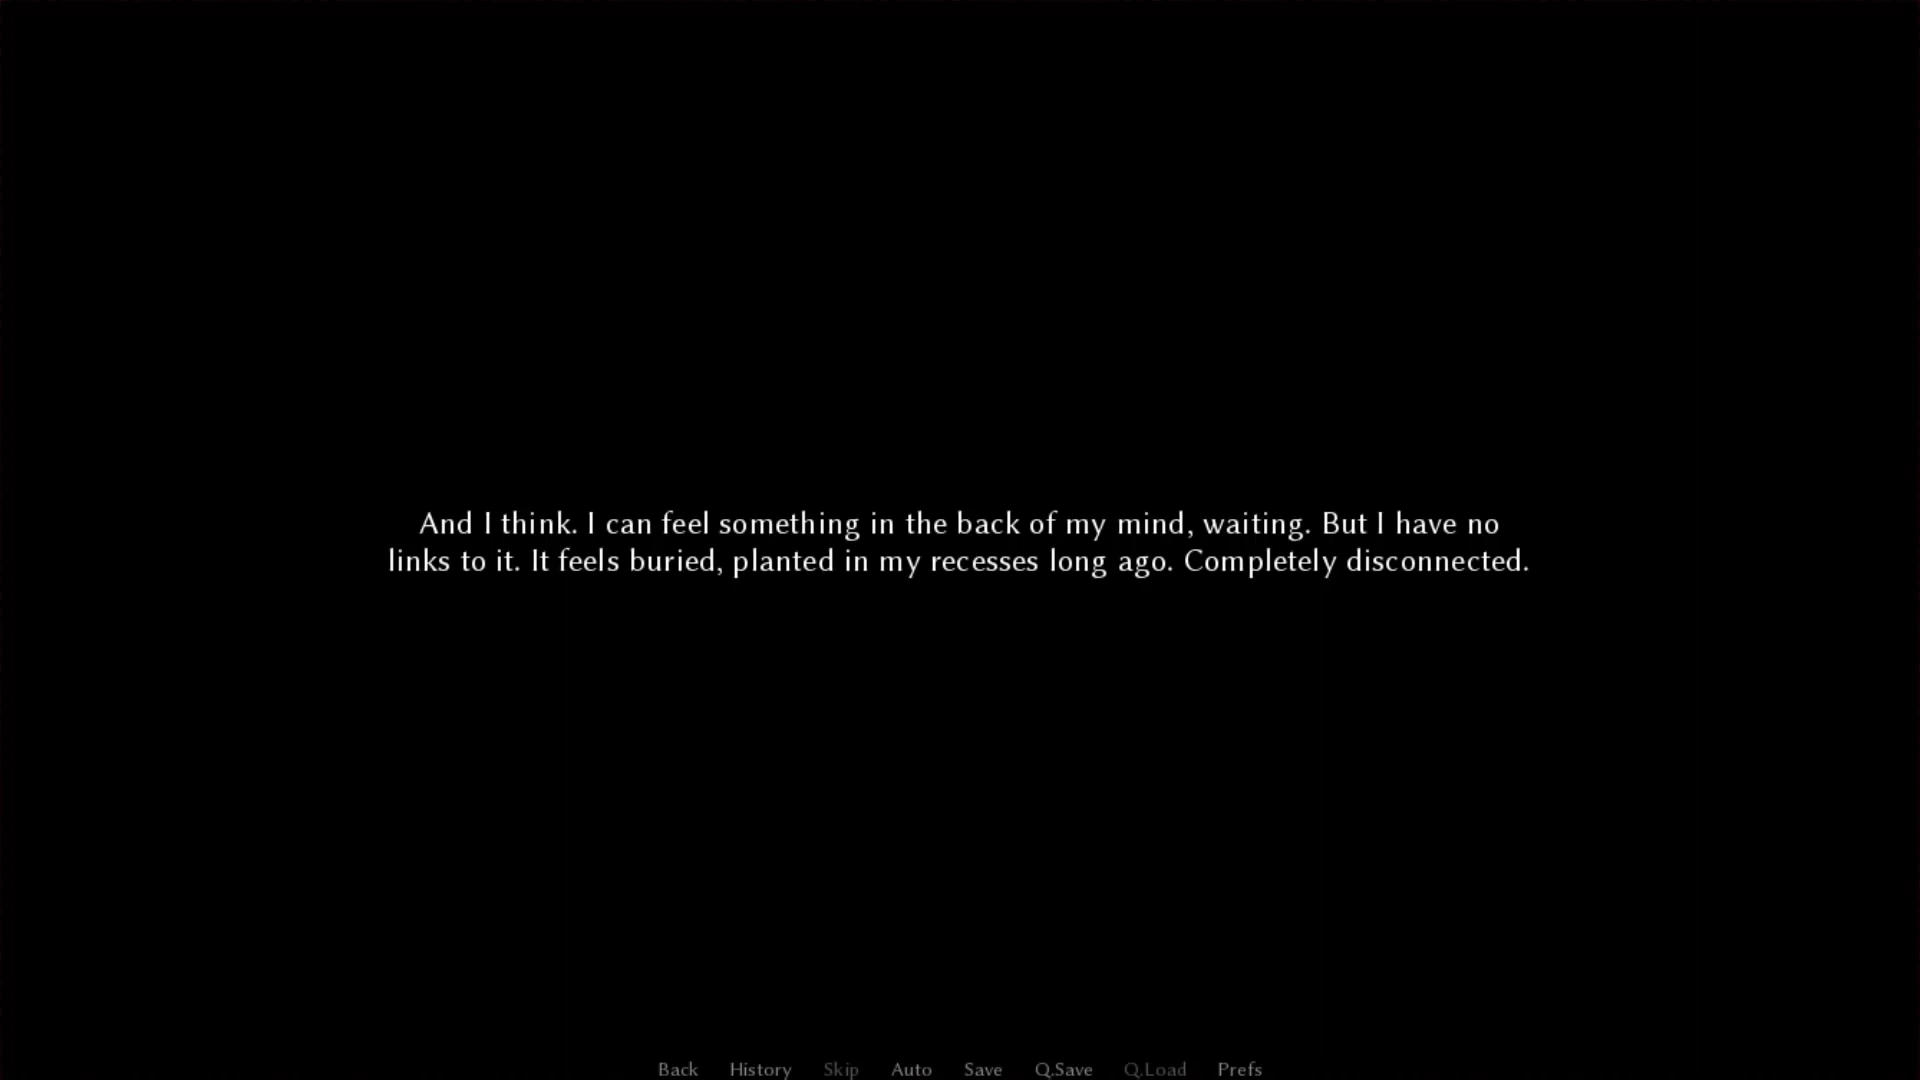 And I think. I can feel something in the back of my mind, waiting. But I have no
links to it. It feels buried, planted in my recesses long ago. Completely disconnected.
Back History Skip Auto Save Q.Save Q.Load Prefs